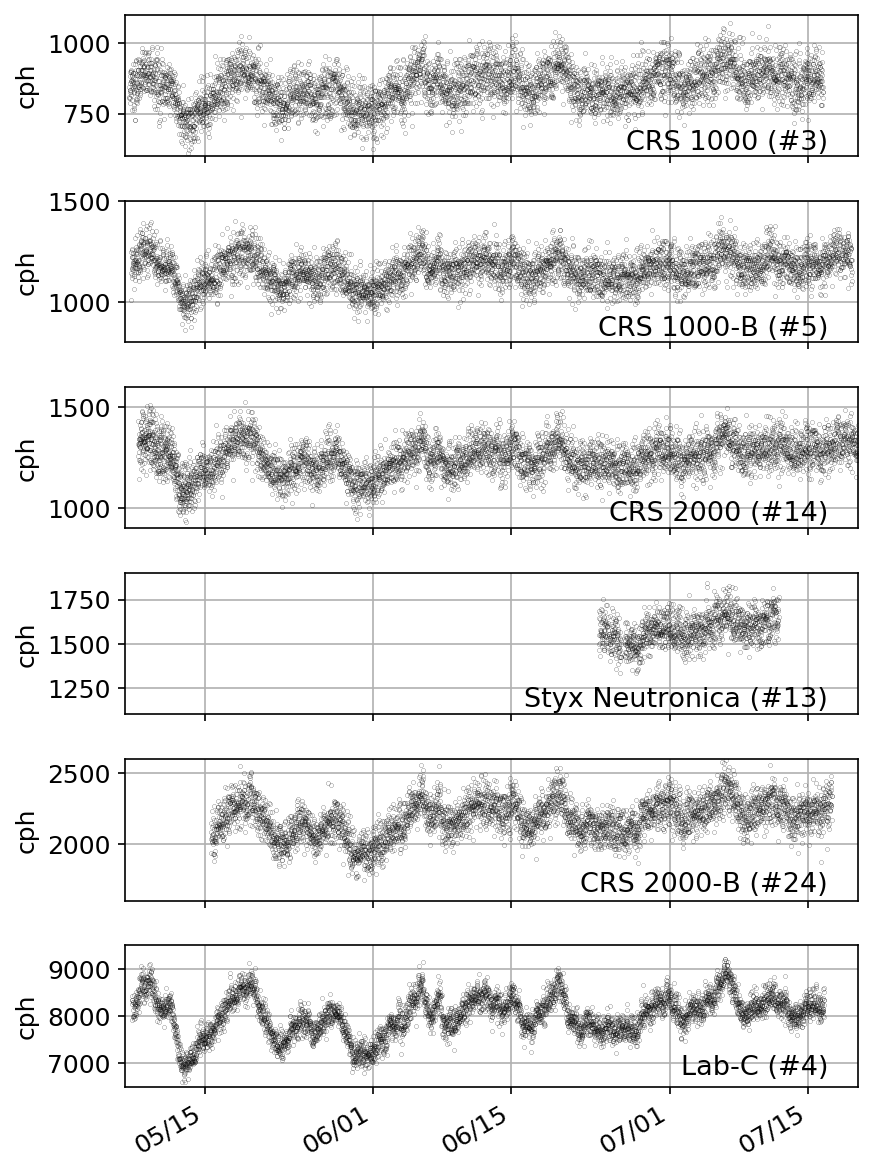 1000
cph
750
CRS 1000 (#3)
1500
cph
1000
CRS 1000-B (#5)
1500
cph
1000
CRS 2000 (#14)
1750
cph
1500
1250
Styx Neutronica (#13)
2500
cph
2000
CRS 2000-B (#24)
9000
cph
8000
7000
Lab-C (#4)
05/15 06/01 06/15 07/01 07/15